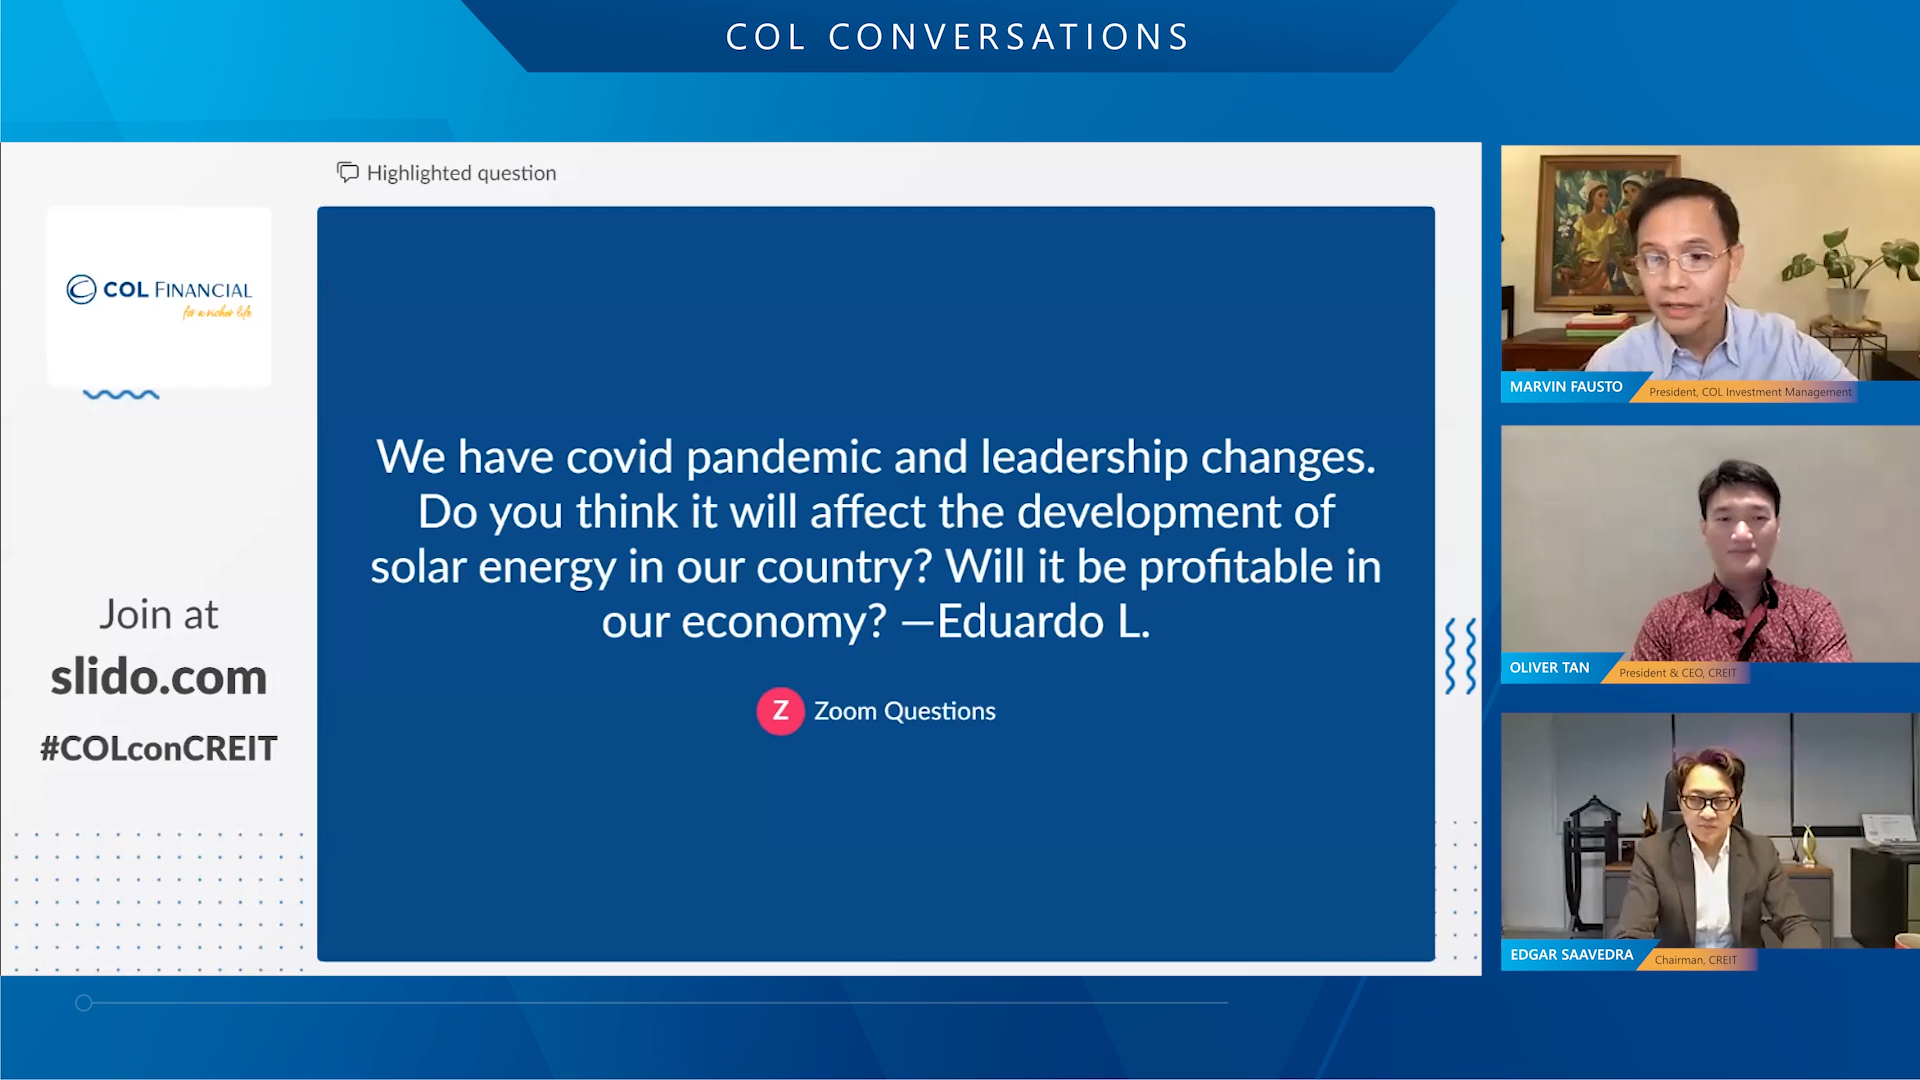 COL CONVERSATIONS
Highlighted question
COL FINANCIAL
for a richer life
We have covid pandemic and leadership changes.
Do you think it will affect the development of
solar energy in our country? Will it be profitable in
our economy? —Eduardo L.
Z Zoom Questions
Join at
slido.com
#COLconCREIT
MARVIN FAUSTO
President, COL Investment Management
OLIVER TAN
President & CEO, CREIT
EDGAR SAAVEDRA
Chairman, CREIT